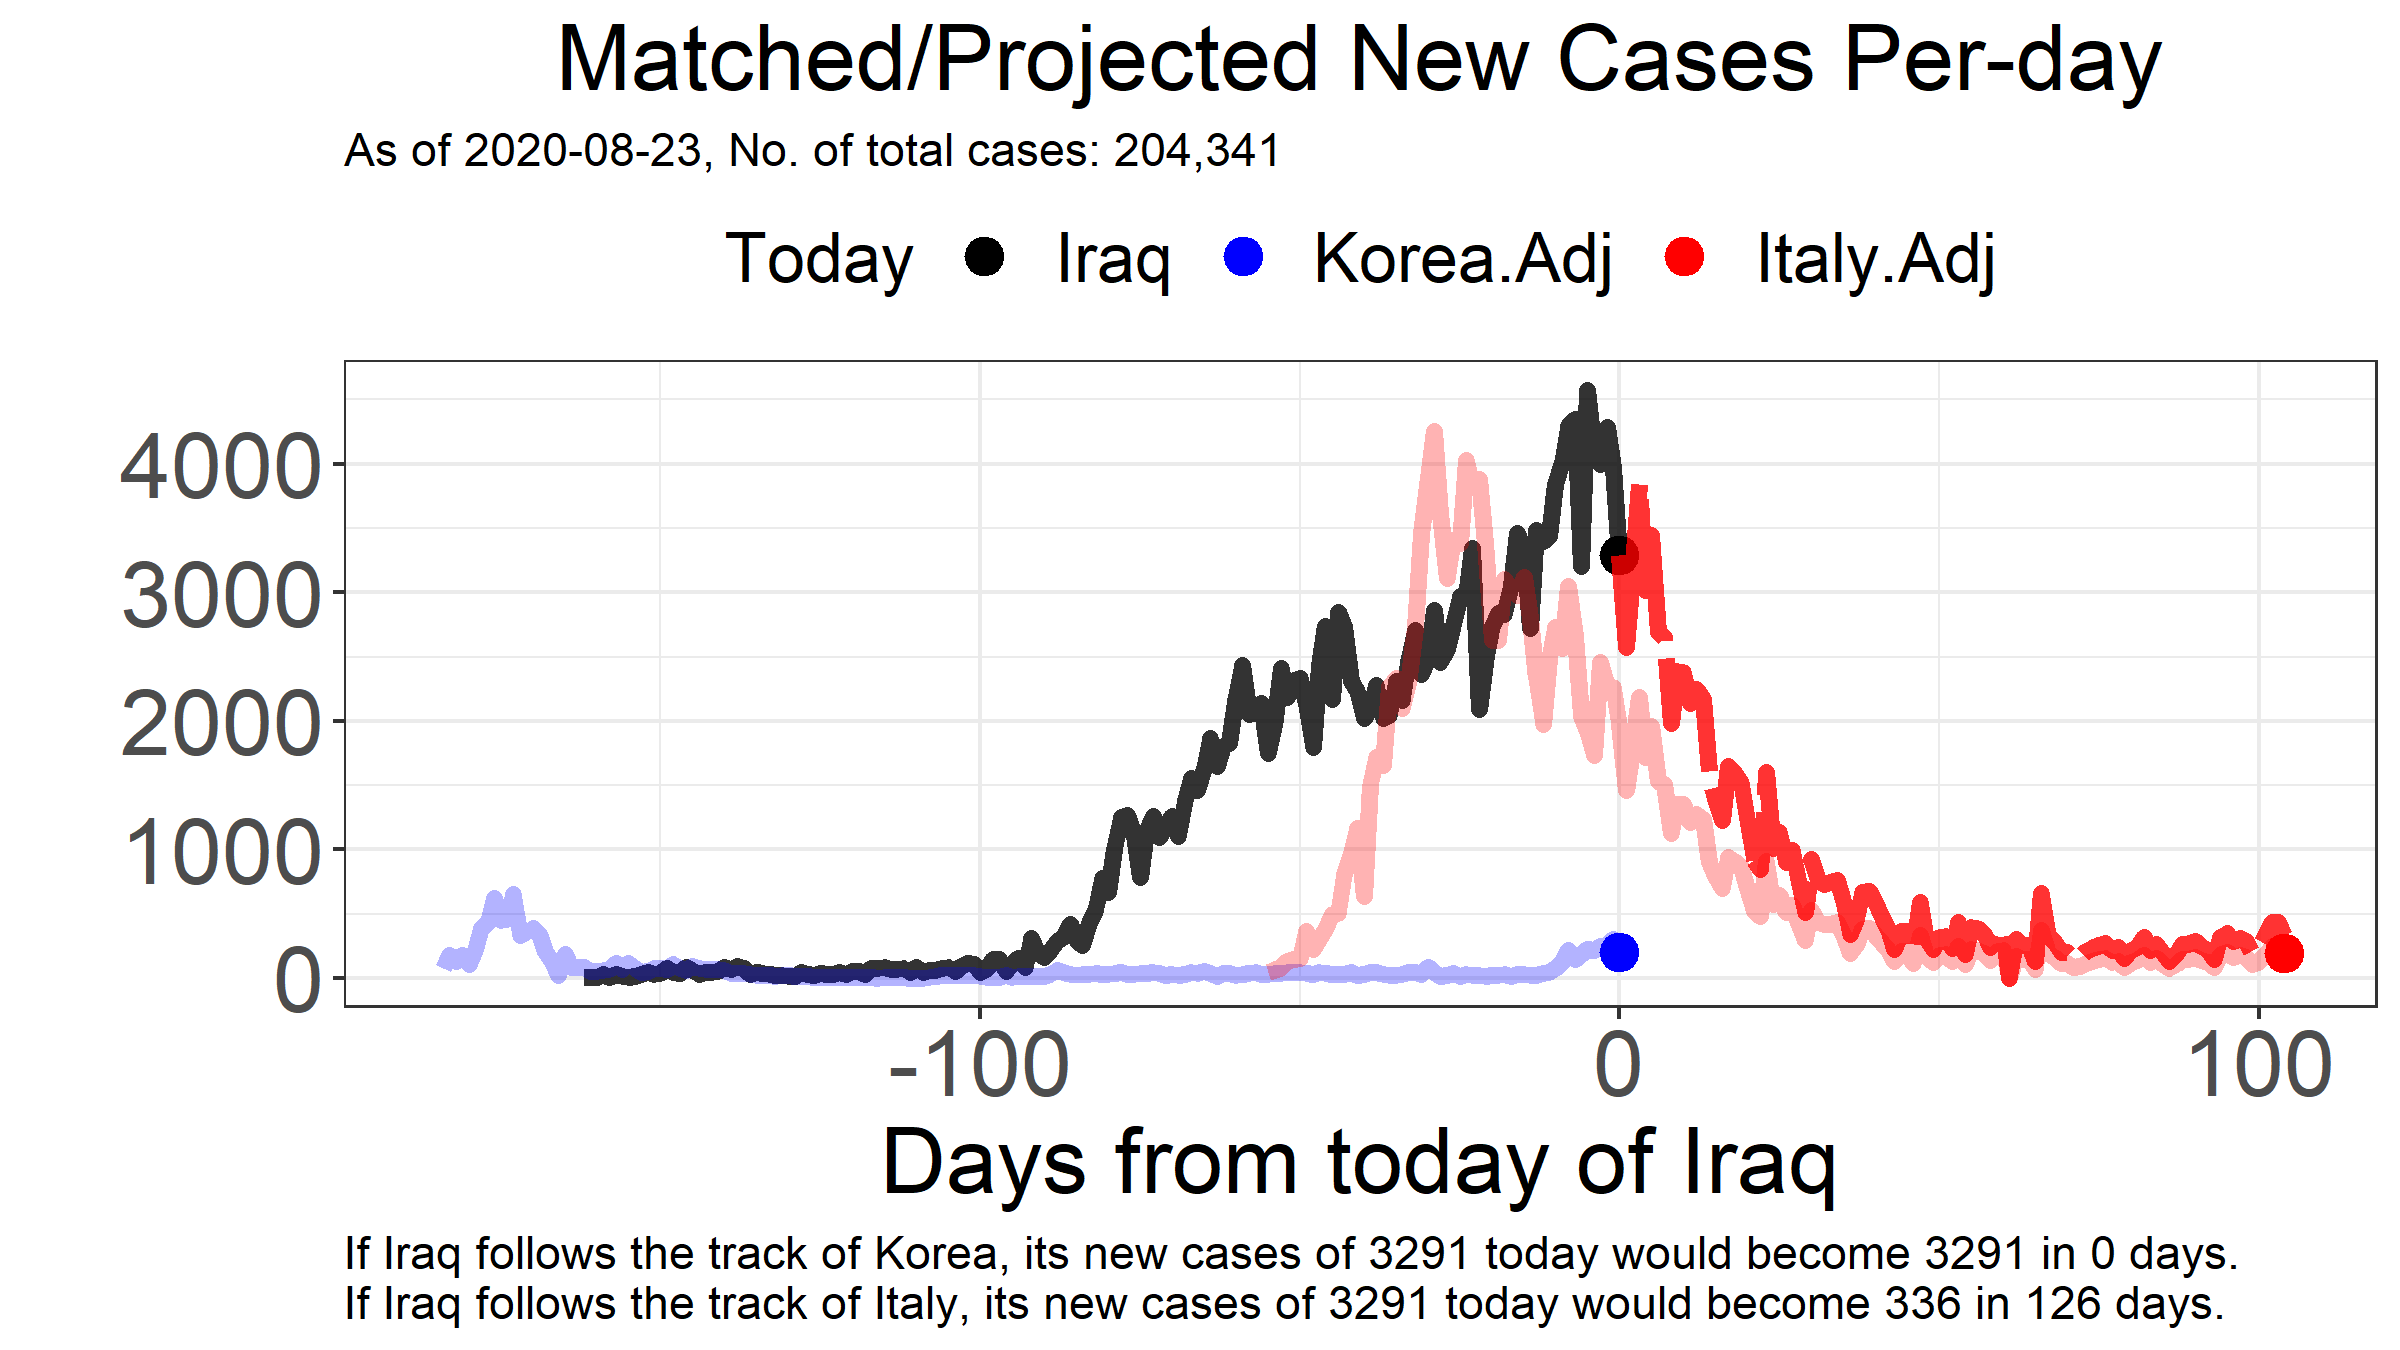 Matched/Projected New Cases Per-day
As of 2020-08-23, No. of total cases: 204,341
Today Iraq Korea.Adj Italy.Adj
4000
3000
2000
1000
0
-100 0 100
Days from today of Iraq
If Iraq follows the track of Korea, its new cases of 3291 today would become 3291 in 0 days.
If Iraq follows the track of Italy, its new cases of 3291 today would become 336 in 126 days.